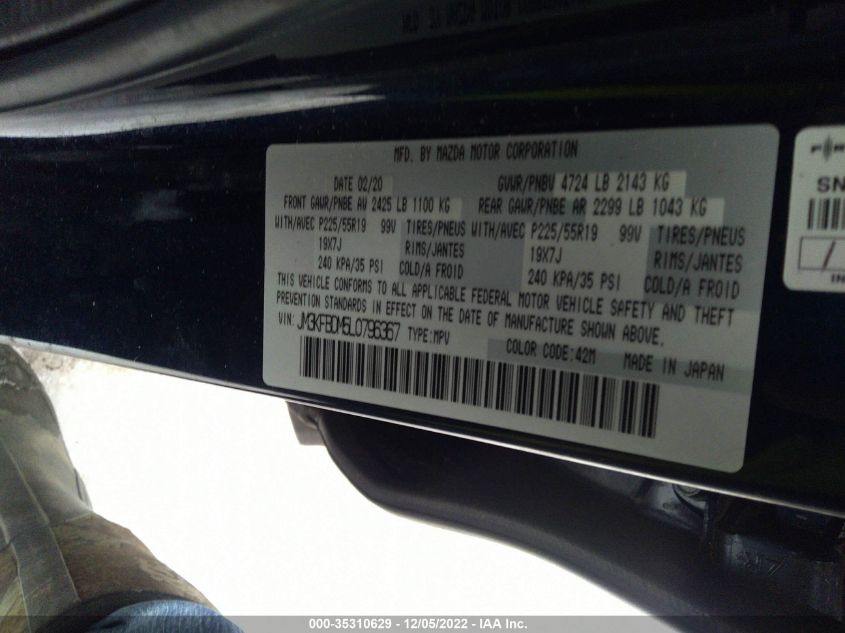 MFD. BY MAZDA MOTOR CORPORATION
DATE 02/20 GVWR/PNBV 4724 LB 2143 KG
FRONT GAWR/PNBE AV 2425 LB 1100 KG REAR GAWR/PNBE AR 2299 LB 1043 KG
WITH/AVEC P225/55R19 99V TIRES/PNEUS WITH/AVEC P225/55R19 99V TIRES/PNEUS
19X7J RIMS/JANTES 19X7J RIMS/JANTES
240 KPA/35 PSI COLD/A FROID 240 KPA/35 PSI COLD/A FROID
THIS VEHICLE CONFORMS TO ALL APPLICABLE FEDERAL MOTOR VEHICLE SAFETY AND THEFT
PREVENTION STANDARDS IN EFFECT ON THE DATE OF MANUFACTURE SHOWN ABOVE.
VIN: JM3KFBDM5L0796367 TYPE:MPV
COLOR CODE:42M MADE IN JAPAN
SN
IN
000-35310629 - 12/05/2022 - IAA Inc.